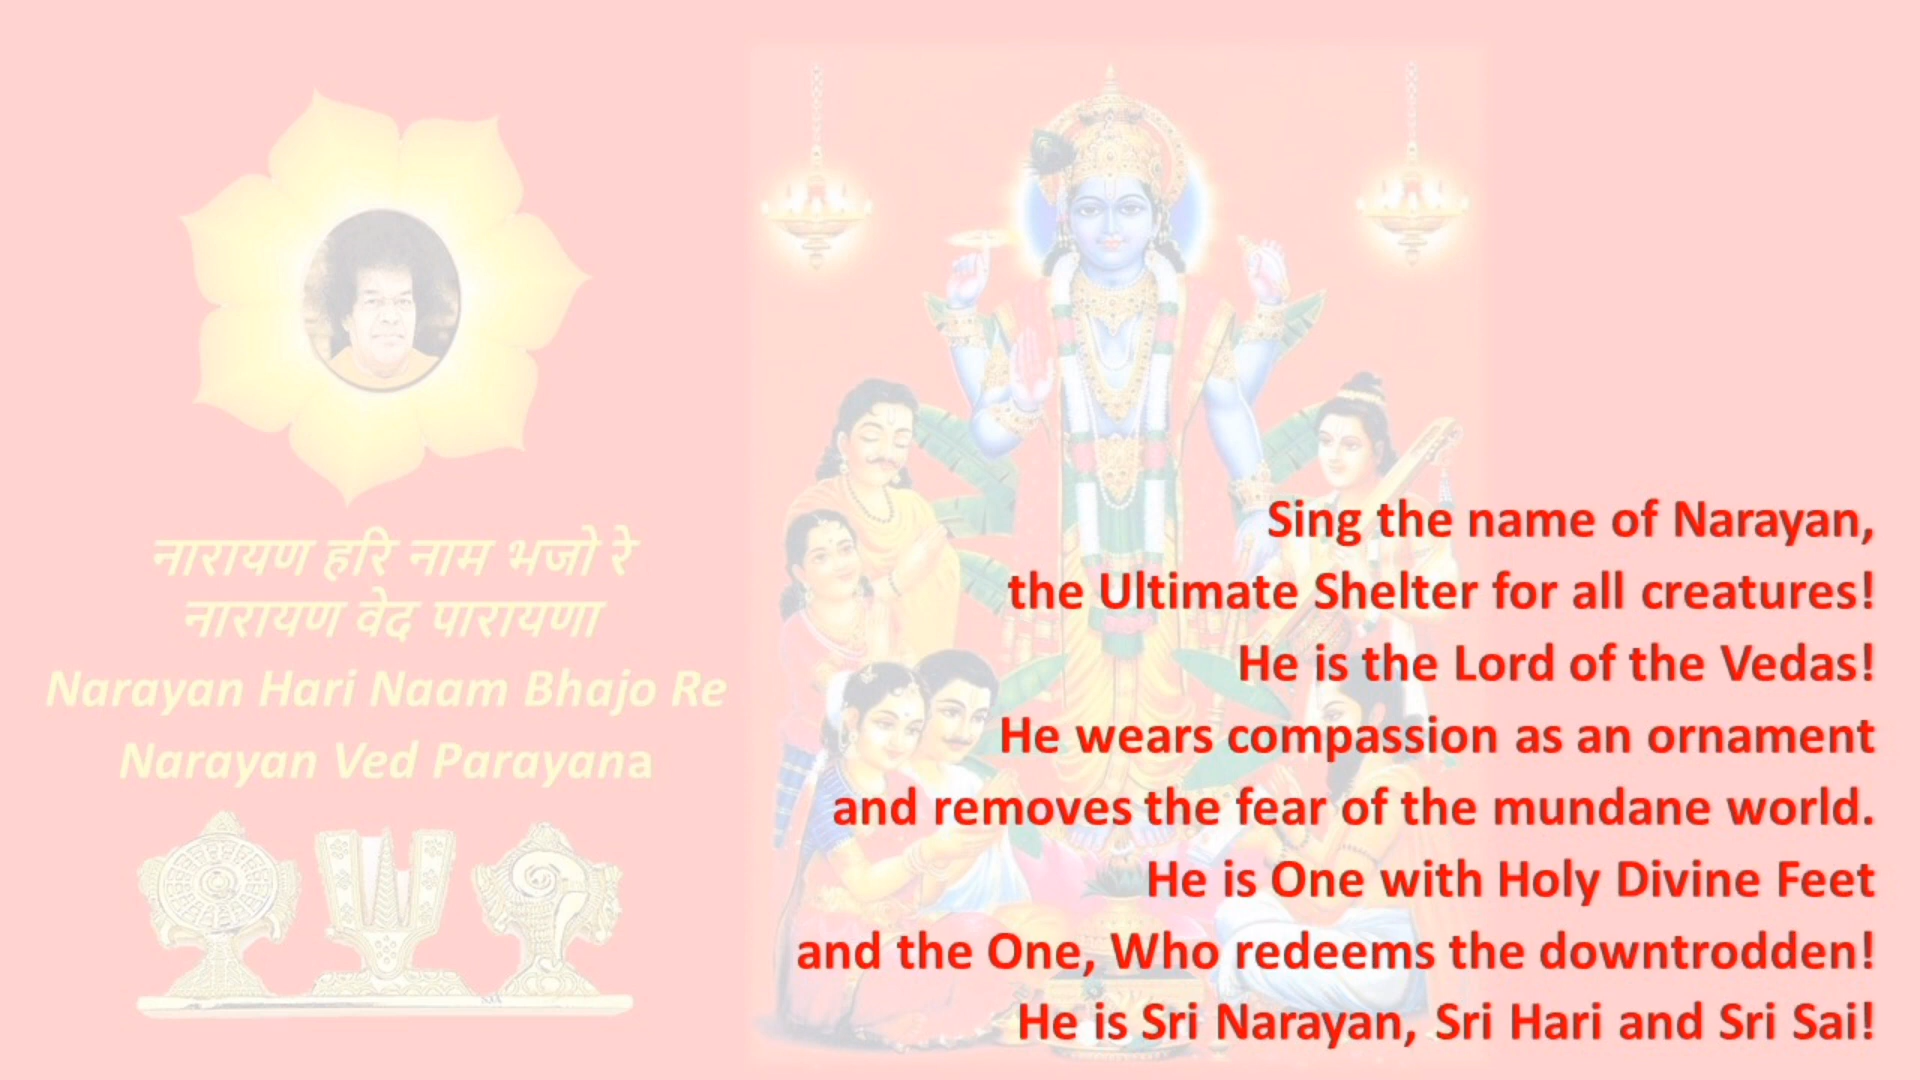 नारायण हरि नाम भजो रे
नारायण वेद पारायणा
Narayan Hari Naam Bhajo Re
Narayan Ved Parayana
Sing the name of Narayan,
the Ultimate Shelter for all creatures!
He is the Lord of the Vedas!
He wears compassion as an ornament
and removes the fear of the mundane world.
He is One with Holy Divine Feet
and the One, Who redeems the downtrodden!
He is Sri Narayan, Sri Hari and Sri Sai!